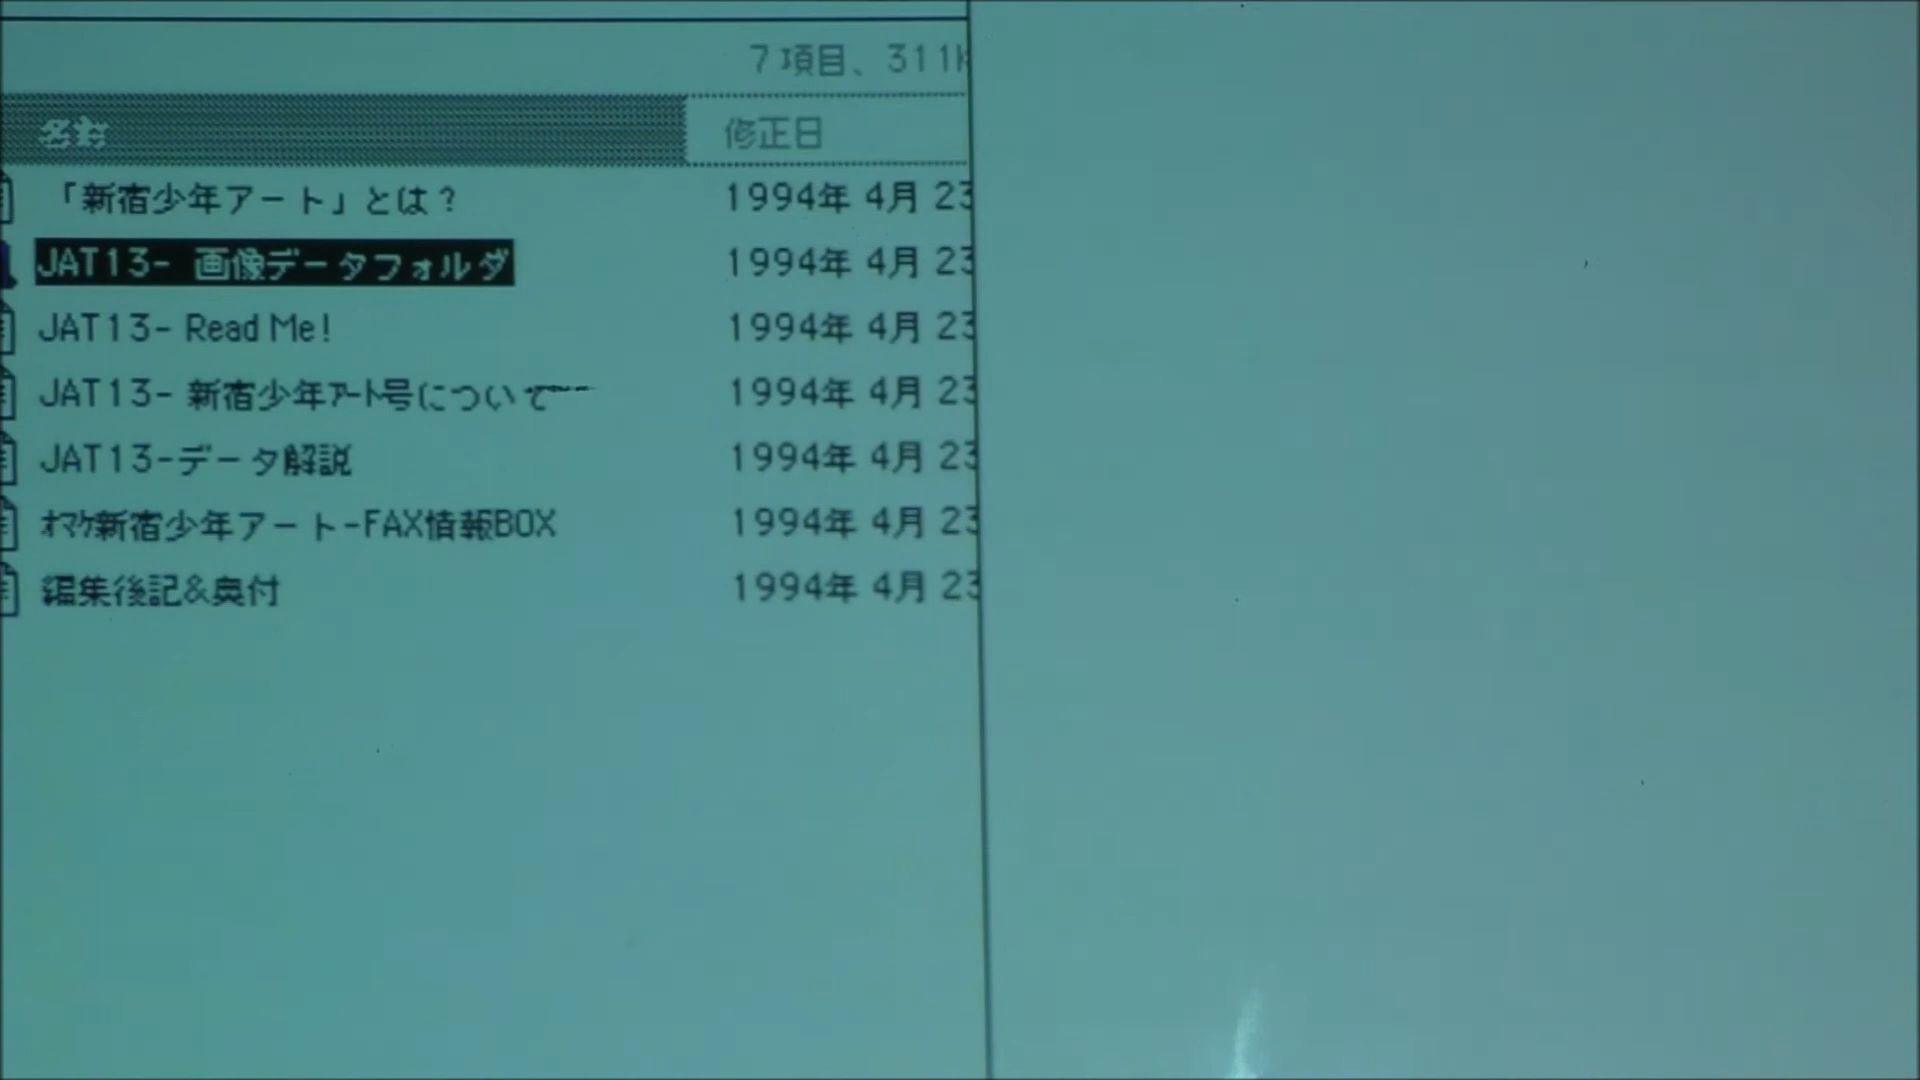 7項目、311K
名前 修正日
「新宿少年アート」とは？ 1994年 4月 23
JAT13- 画像データフォルダ 1994年 4月 23
JAT13- Read Me! 1994年 4月 23
JAT13- 新宿少年ｱｰﾄ号について 1994年 4月 23
JAT13-データ解説 1994年 4月 23
ｵﾏｹ新宿少年アート-FAX情報BOX 1994年 4月 23
編集後記&奥付 1994年 4月 23